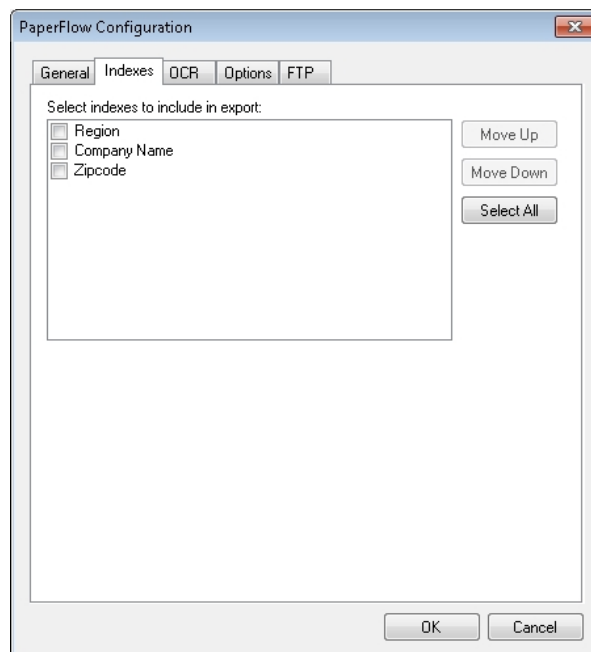 PaperFlow Configuration
General Indexes OCR Options FTP
Select indexes to include in export:
Region
Company Name
Zipcode
Move Up
Move Down
Select All
OK Cancel